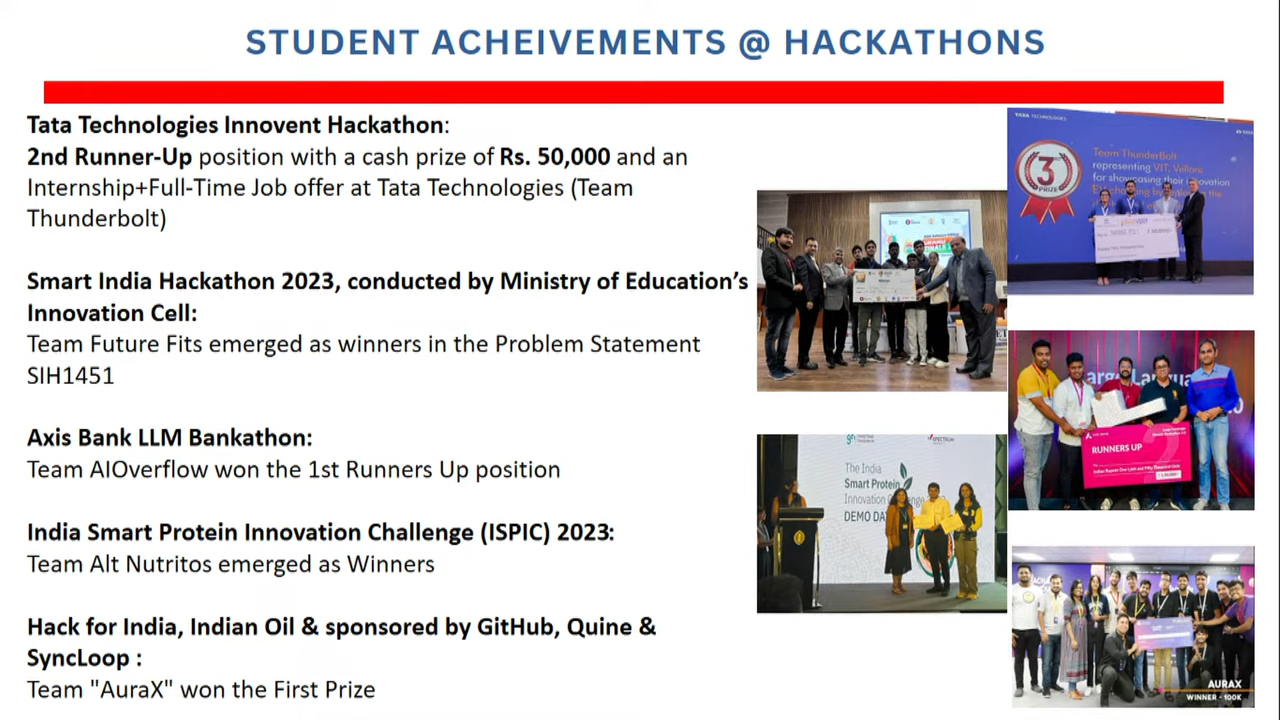 STUDENT ACHEIVEMENTS @ HACKATHONS
Tata Technologies Innovent Hackathon:
2nd Runner-Up position with a cash prize of Rs. 50,000 and an
Internship+Full-Time Job offer at Tata Technologies (Team
Thunderbolt)
Smart India Hackathon 2023, conducted by Ministry of Education’s
Innovation Cell:
Team Future Fits emerged as winners in the Problem Statement
SIH1451
Axis Bank LLM Bankathon:
Team AIOverflow won the 1st Runners Up position
India Smart Protein Innovation Challenge (ISPIC) 2023:
Team Alt Nutritos emerged as Winners
Hack for India, Indian Oil & sponsored by GitHub, Quine &
SyncLoop :
Team "AuraX" won the First Prize
TATA TECHNOLOGIES
3RD
PRIZE
Team ThunderBolt
representing VIT, Vellore
for showcasing their innovation
RUNNERS UP
The India
Smart Protein
Innovation Challenge
DEMO DAY
SPECTRUM
AURAX
WINNER - 100K